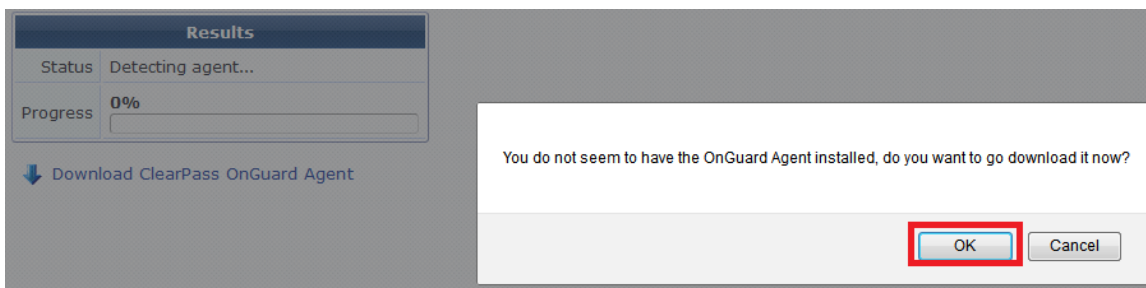 Results
Status Detecting agent...
Progress 0%
Download ClearPass OnGuard Agent
You do not seem to have the OnGuard Agent installed, do you want to go download it now?
OK Cancel